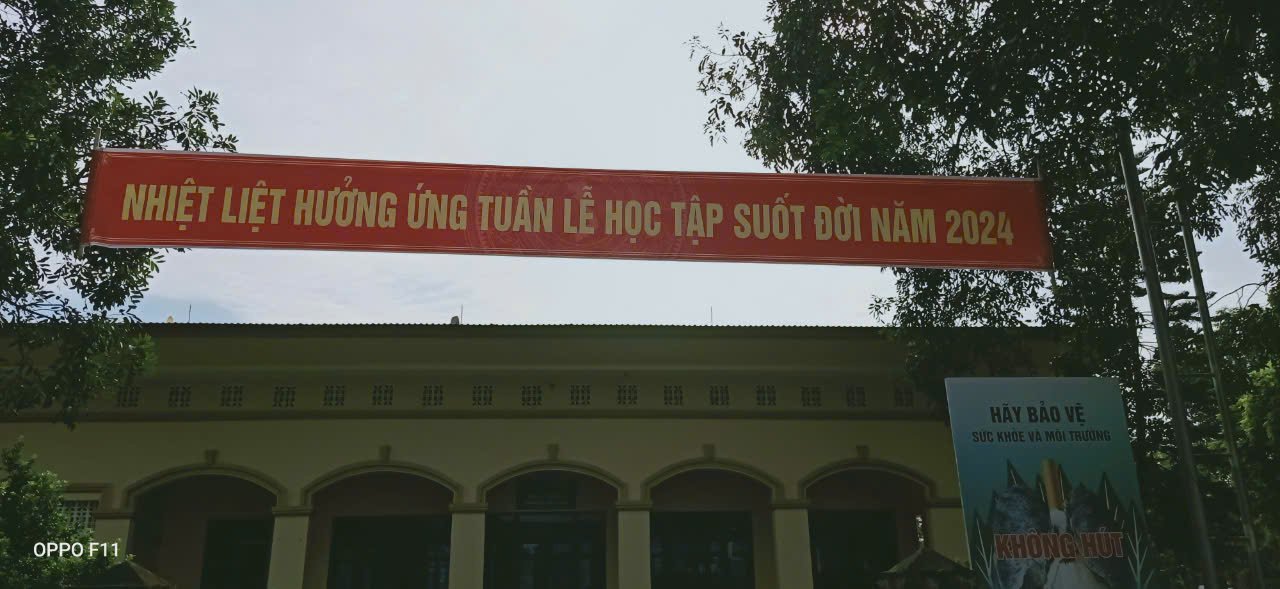 NHIỆT LIỆT HƯỞNG ỨNG TUẦN LỄ HỌC TẬP SUỐT ĐỜI NĂM 2024
HÃY BẢO VỆ
SỨC KHỎE VÀ MÔI TRƯỜNG
KHÔNG HÚT
OPPO F11